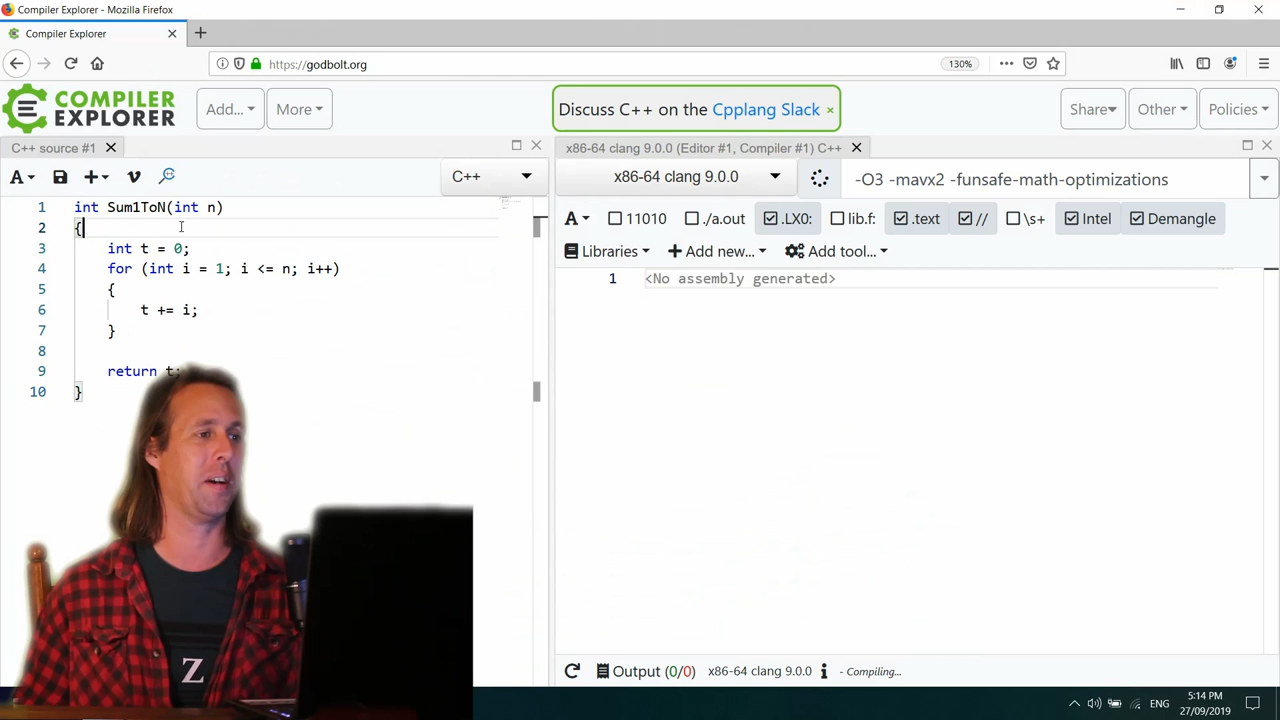 Compiler Explorer - Mozilla Firefox
Compiler Explorer
https://godbolt.org
130%
COMPILER
EXPLORER
Add...
More
Discuss C++ on the Cpplang Slack ×
Share
Other
Policies
C++ source #1
x86-64 clang 9.0.0 (Editor #1, Compiler #1) C++
A
C++
x86-64 clang 9.0.0
-O3 -mavx2 -funsafe-math-optimizations
A
11010
./a.out
.LX0:
lib.f:
.text
//
\s+
Intel
Demangle
Libraries
Add new...
Add tool...
1 int Sum1ToN(int n)
2 {
3 int t = 0;
4 for (int i = 1; i <= n; i++)
5 {
6 t += i;
7 }
8
9 return t;
10 }
1 <No assembly generated>
Z
Output (0/0) x86-64 clang 9.0.0 i - Compiling...
ENG
5:14 PM
27/09/2019